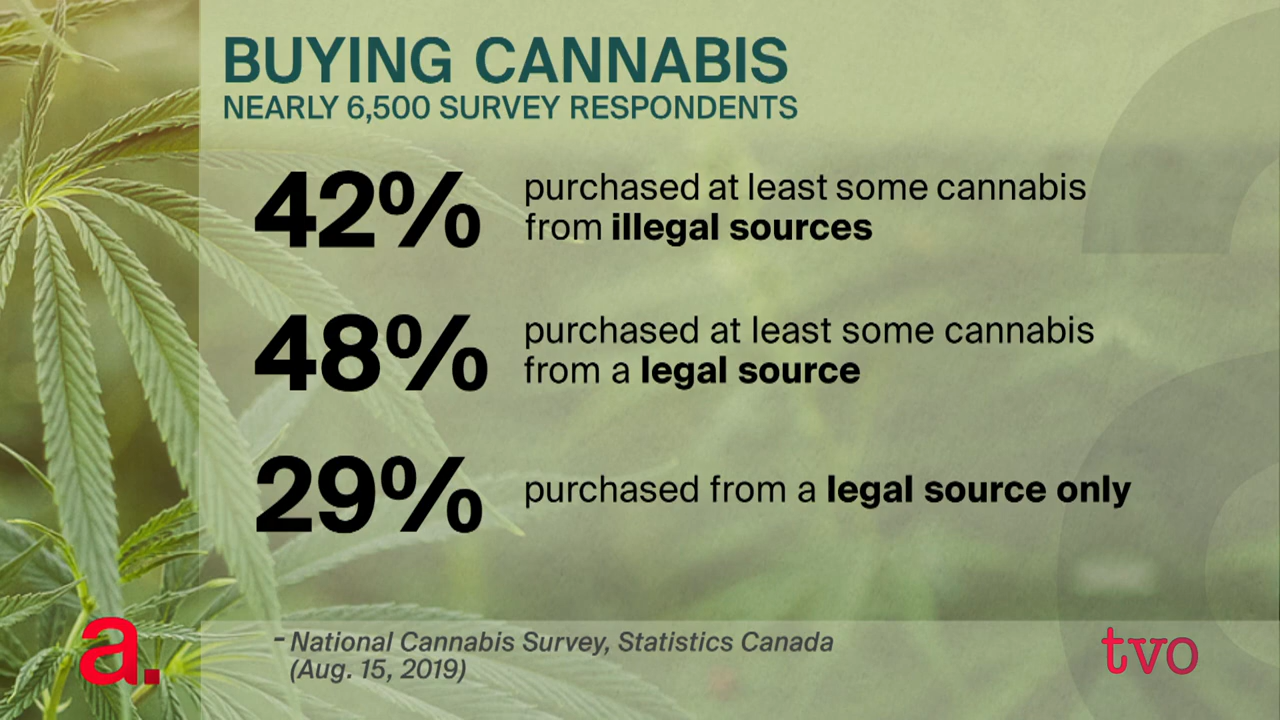 BUYING CANNABIS
NEARLY 6,500 SURVEY RESPONDENTS
42%
purchased at least some cannabis
from illegal sources
48%
purchased at least some cannabis
from a legal source
29%
purchased from a legal source only
- National Cannabis Survey, Statistics Canada
(Aug. 15, 2019)
a.
tvo